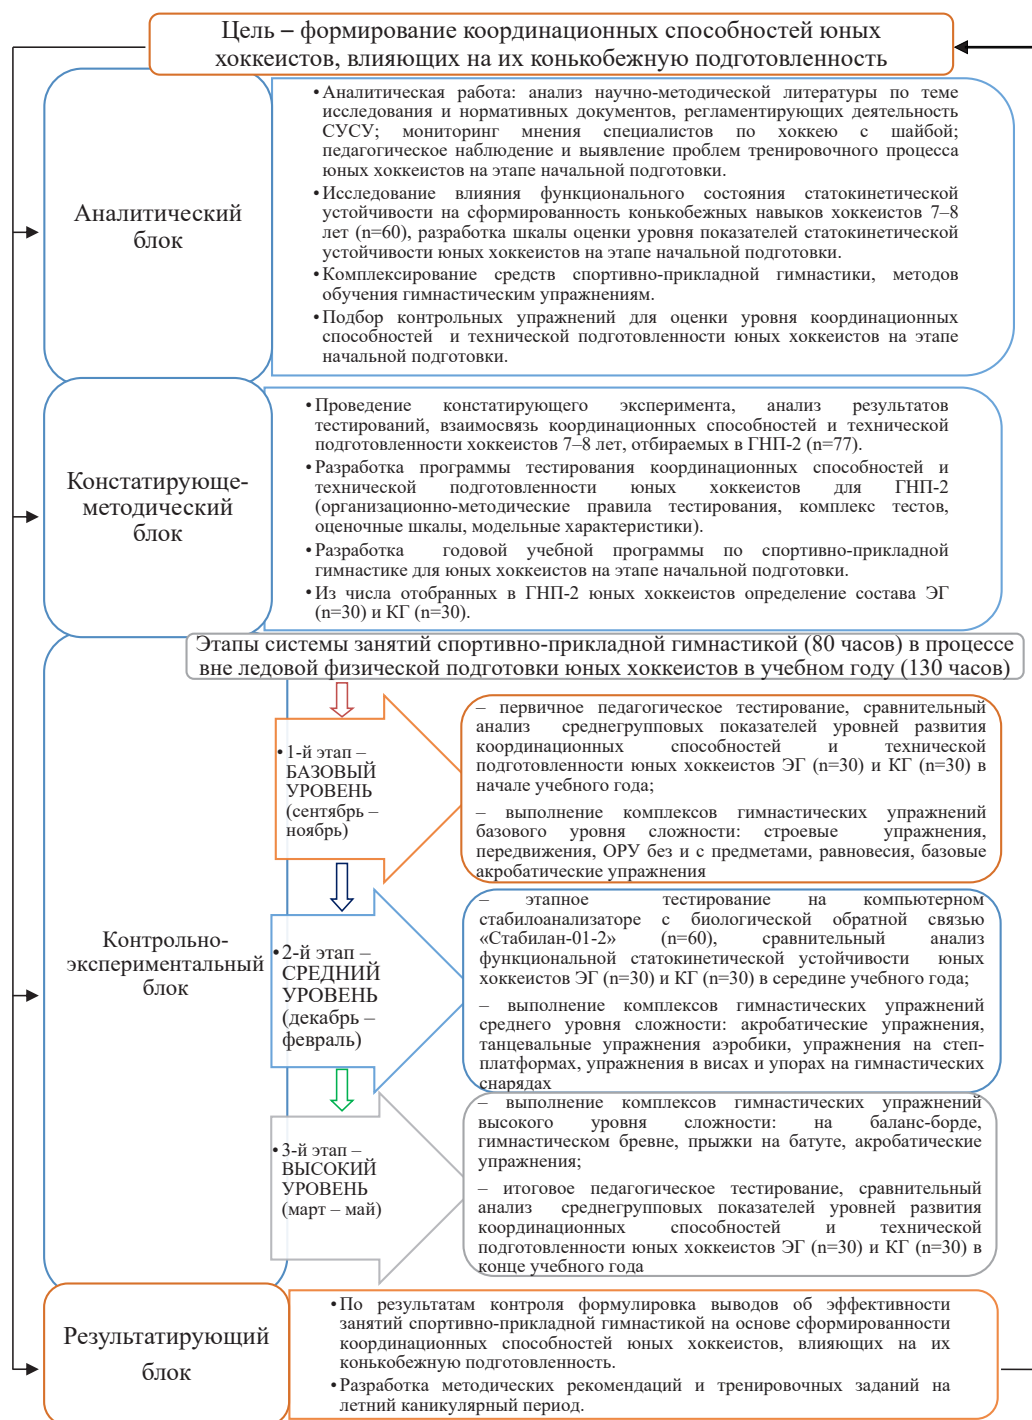 Цель – формирование координационных способностей юных
хоккеистов, влияющих на их конькобежную подготовленность
Аналитический
блок
•Аналитическая работа: анализ научно-методической литературы по теме
исследования и нормативных документов, регламентирующих деятельность
СУСУ; мониторинг мнения специалистов по хоккею с шайбой;
педагогическое наблюдение и выявление проблем тренировочного процесса
юных хоккеистов на этапе начальной подготовки.
•Исследование влияния функционального состояния статокинетической
устойчивости на сформированность конькобежных навыков хоккеистов 7–8
лет (n=60), разработка шкалы оценки уровня показателей статокинетической
устойчивости юных хоккеистов на этапе начальной подготовки.
•Комплексирование средств спортивно-прикладной гимнастики, методов
обучения гимнастическим упражнениям.
•Подбор контрольных упражнений для оценки уровня координационных
способностей и технической подготовленности юных хоккеистов на этапе
начальной подготовки.
Констатирующе-
методический
блок
•Проведение констатирующего эксперимента, анализ результатов
тестирований, взаимосвязь координационных способностей и технической
подготовленности хоккеистов 7–8 лет, отбираемых в ГНП-2 (n=77).
•Разработка программы тестирования координационных способностей и
технической подготовленности юных хоккеистов для ГНП-2
(организационно-методические правила тестирования, комплекс тестов,
оценочные шкалы, модельные характеристики).
•Разработка годовой учебной программы по спортивно-прикладной
гимнастике для юных хоккеистов на этапе начальной подготовки.
•Из числа отобранных в ГНП-2 юных хоккеистов определение состава ЭГ
(n=30) и КГ (n=30).
Этапы системы занятий спортивно-прикладной гимнастикой (80 часов) в процессе
вне ледовой физической подготовки юных хоккеистов в учебном году (130 часов)
Контрольно-
экспериментальный
блок
•1-й этап –
БАЗОВЫЙ
УРОВЕНЬ
(сентябрь –
ноябрь)
– первичное педагогическое тестирование, сравнительный
анализ среднегрупповых показателей уровней развития
координационных способностей и технической
подготовленности юных хоккеистов ЭГ (n=30) и КГ (n=30) в
начале учебного года;
– выполнение комплексов гимнастических упражнений
базового уровня сложности: строевые упражнения,
передвижения, ОРУ без и с предметами, равновесия, базовые
акробатические упражнения
•2-й этап –
СРЕДНИЙ
УРОВЕНЬ
(декабрь –
февраль)
– этапное тестирование на компьютерном
стабилоанализаторе с биологической обратной связью
«Стабилан-01-2» (n=60), сравнительный анализ
функциональной статокинетической устойчивости юных
хоккеистов ЭГ (n=30) и КГ (n=30) в середине учебного года;
– выполнение комплексов гимнастических упражнений
среднего уровня сложности: акробатические упражнения,
танцевальные упражнения аэробики, упражнения на степ-
платформах, упражнения в висах и упорах на гимнастических
снарядах
•3-й этап –
ВЫСОКИЙ
УРОВЕНЬ
(март – май)
– выполнение комплексов гимнастических упражнений
высокого уровня сложности: на баланс-борде,
гимнастическом бревне, прыжки на батуте, акробатические
упражнения;
– итоговое педагогическое тестирование, сравнительный
анализ среднегрупповых показателей уровней развития
координационных способностей и технической
подготовленности юных хоккеистов ЭГ (n=30) и КГ (n=30) в
конце учебного года
Результатирующий
блок
•По результатам контроля формулировка выводов об эффективности
занятий спортивно-прикладной гимнастикой на основе сформированности
координационных способностей юных хоккеистов, влияющих на их
конькобежную подготовленность.
•Разработка методических рекомендаций и тренировочных заданий на
летний каникулярный период.